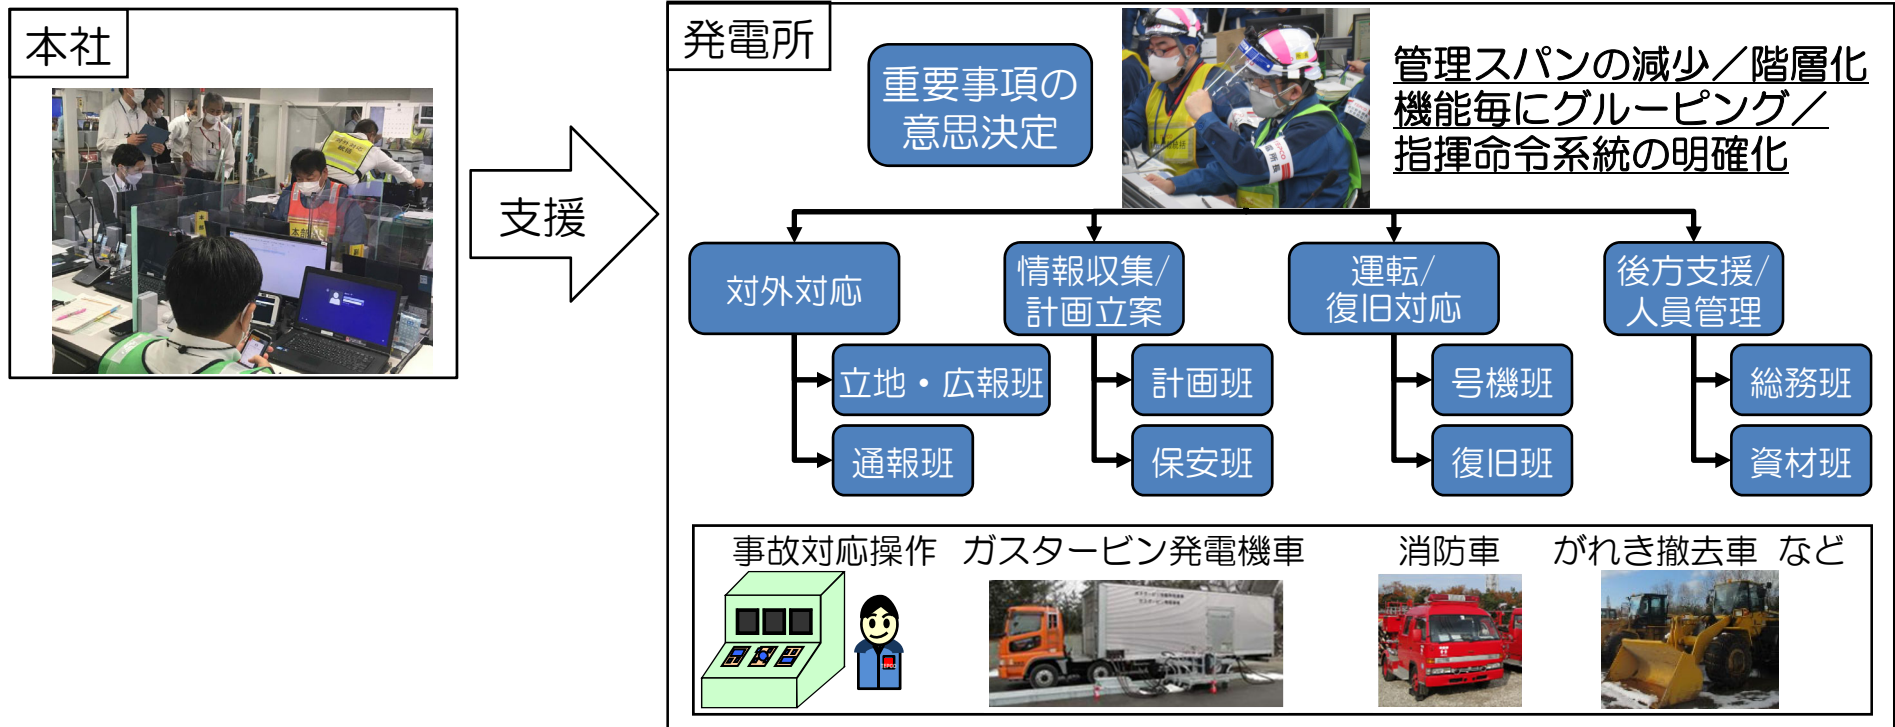 本社
支援
発電所
重要事項の
意思決定
管理スパンの減少／階層化
機能毎にグルーピング／
指揮命令系統の明確化
対外対応
情報収集/
計画立案
運転/
復旧対応
後方支援/
人員管理
立地・広報班
計画班
号機班
総務班
通報班
保安班
復旧班
資材班
事故対応操作
ガスタービン発電機車
消防車
がれき撤去車 など
TEPCO